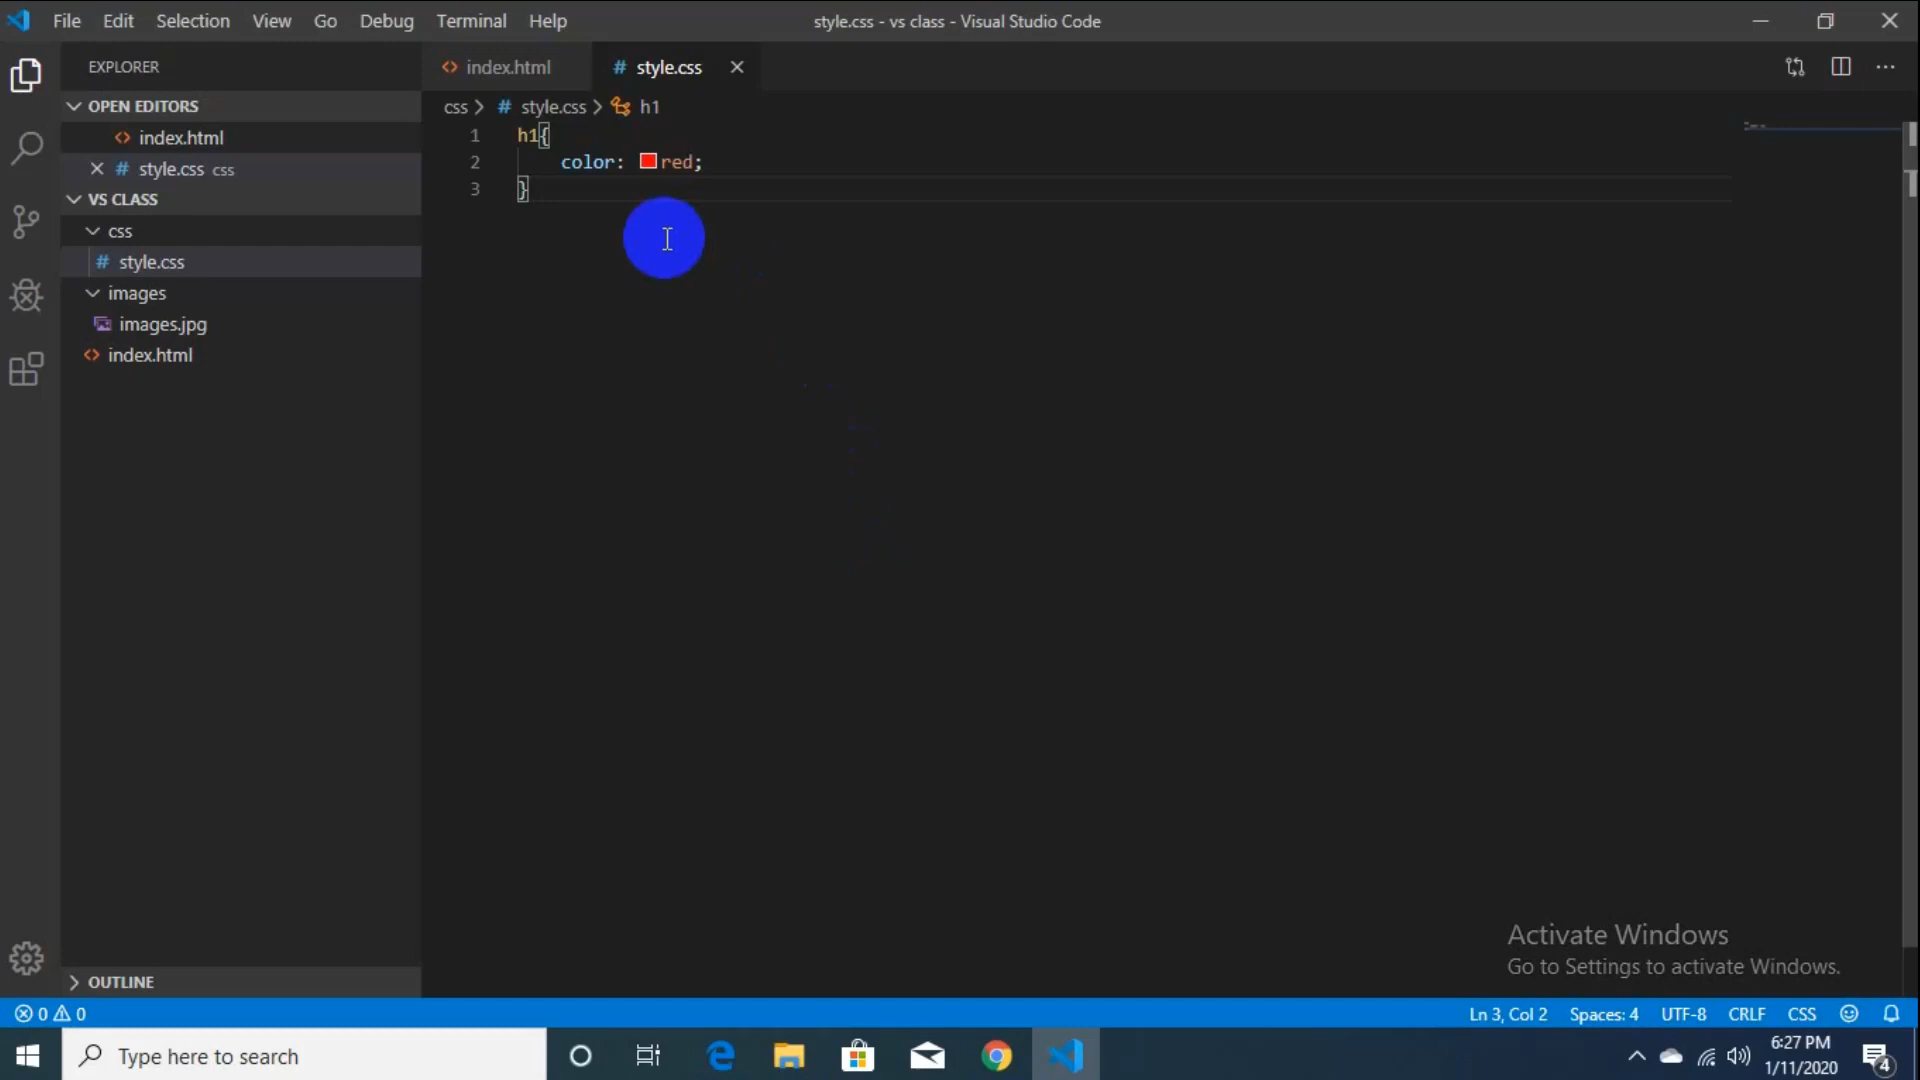 File Edit Selection View Go Debug Terminal Help style.css - vs class - Visual Studio Code
EXPLORER
OPEN EDITORS
index.html
style.css css
VS CLASS
css
style.css
images
images.jpg
index.html
OUTLINE
index.html # style.css
css > # style.css > h1
1 h1{
2 color: red;
3 }
Activate Windows
Go to Settings to activate Windows.
0 0 Ln 3, Col 2 Spaces: 4 UTF-8 CRLF CSS
Type here to search
6:27 PM
1/11/2020
4